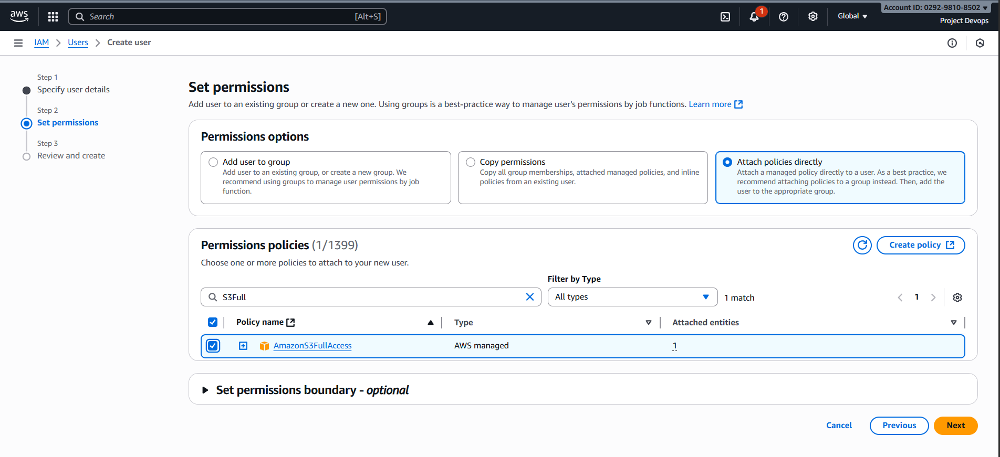 aws
Search
[Alt+S]
1
Global
Account ID: 0292-9810-8502
Project Devops
IAM
Users
Create user
Step 1
Specify user details
Step 2
Set permissions
Step 3
Review and create
Set permissions
Add user to an existing group or create a new one. Using groups is a best-practice way to manage user's permissions by job functions. Learn more
Permissions options
Add user to group
Add user to an existing group, or create a new group. We
recommend using groups to manage user permissions by job
function.
Copy permissions
Copy all group memberships, attached managed policies, and inline
policies from an existing user.
Attach policies directly
Attach a managed policy directly to a user. As a best practice, we
recommend attaching policies to a group instead. Then, add the
user to the appropriate group.
Permissions policies (1/1399)
Create policy
Choose one or more policies to attach to your new user.
Filter by Type
S3Full
All types
1 match
1
Policy name
Type
Attached entities
AmazonS3FullAccess
AWS managed
1
Set permissions boundary - optional
Cancel
Previous
Next